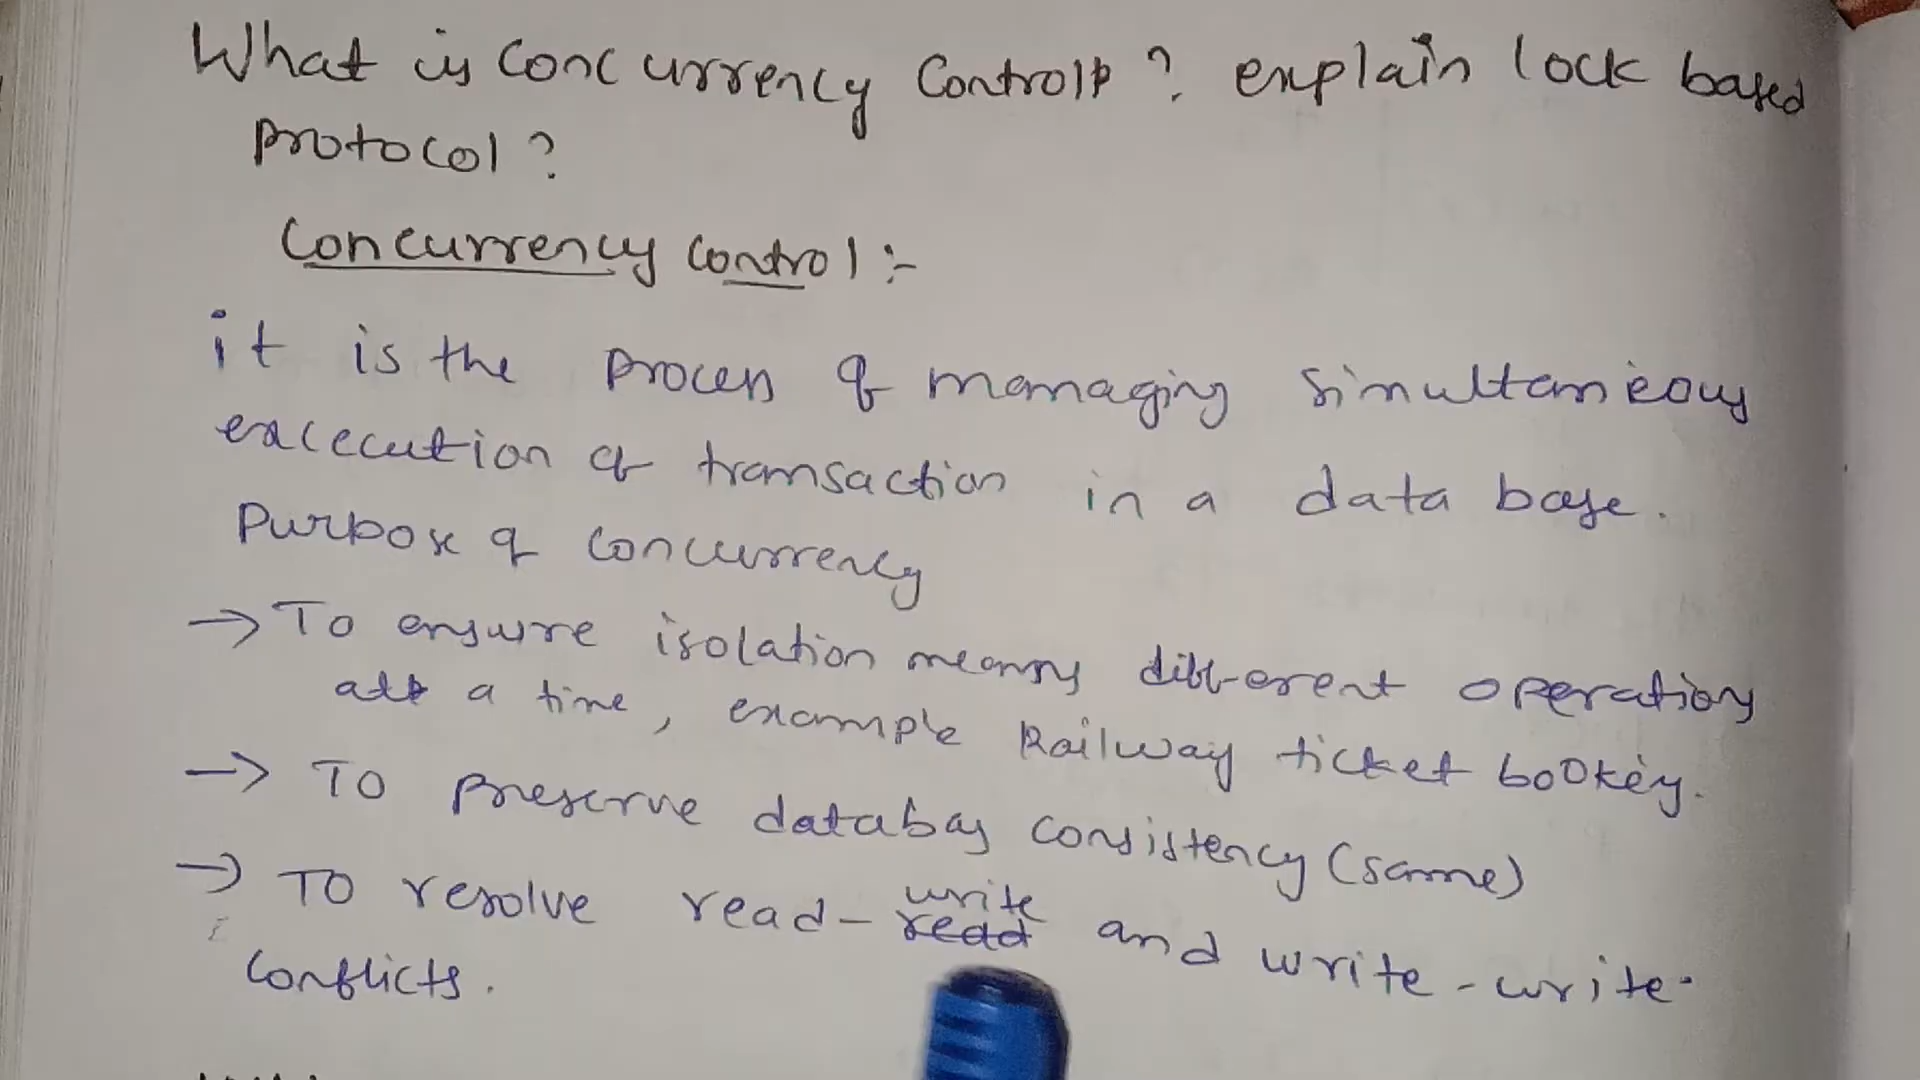 What is Concurrency Control ? explain lock based
protocol ?
Concurrency Control :-
it is the process of managing simultaneous
excecution of transaction in a data base.
Purpose of concurrency
→ To ensure isolation means different operations
at a time, example Railway ticket booking.
→ To preserve database consistency (same)
→ To resolve read - write and write - write
conflicts.